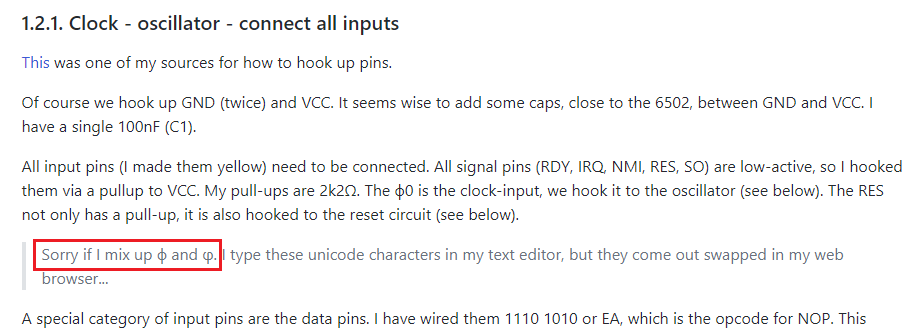 1.2.1. Clock - oscillator - connect all inputs
This was one of my sources for how to hook up pins.
Of course we hook up GND (twice) and VCC. It seems wise to add some caps, close to the 6502, between GND and VCC. I
have a single 100nF (C1).
All input pins (I made them yellow) need to be connected. All signal pins (RDY, IRQ, NMI, RES, SO) are low-active, so I hooked
them via a pullup to VCC. My pull-ups are 2k2Ω. The ϕ0 is the clock-input, we hook it to the oscillator (see below). The RES
not only has a pull-up, it is also hooked to the reset circuit (see below).
Sorry if I mix up ϕ and φ. I type these unicode characters in my text editor, but they come out swapped in my web
browser...
A special category of input pins are the data pins. I have wired them 1110 1010 or EA, which is the opcode for NOP. This